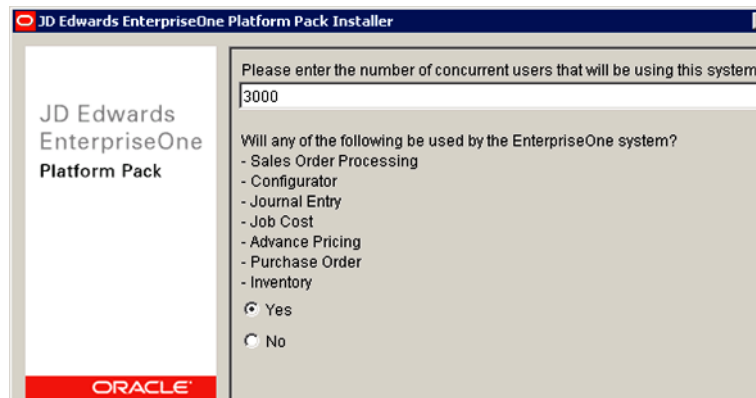 JD Edwards EnterpriseOne Platform Pack Installer
JD Edwards
EnterpriseOne
Platform Pack
ORACLE
Please enter the number of concurrent users that will be using this system
3000
Will any of the following be used by the EnterpriseOne system?
- Sales Order Processing
- Configurator
- Journal Entry
- Job Cost
- Advance Pricing
- Purchase Order
- Inventory
Yes
No